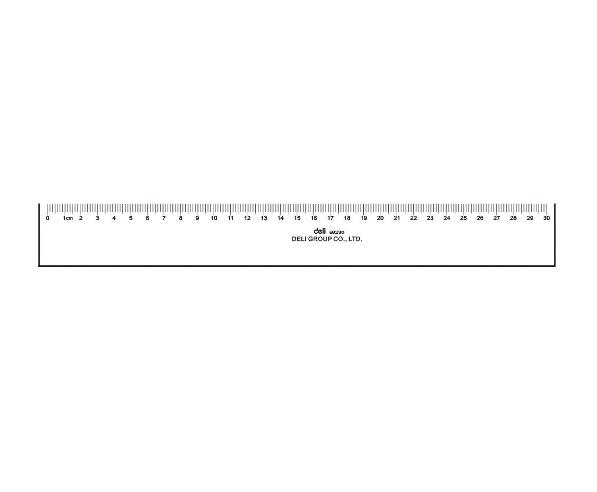 0 1cm 2 3 4 5 6 7 8 9 10 11 12 13 14 15 16 17 18 19 20 21 22 23 24 25 26 27 28 29 30
deli
DELI GROUP CO., LTD.